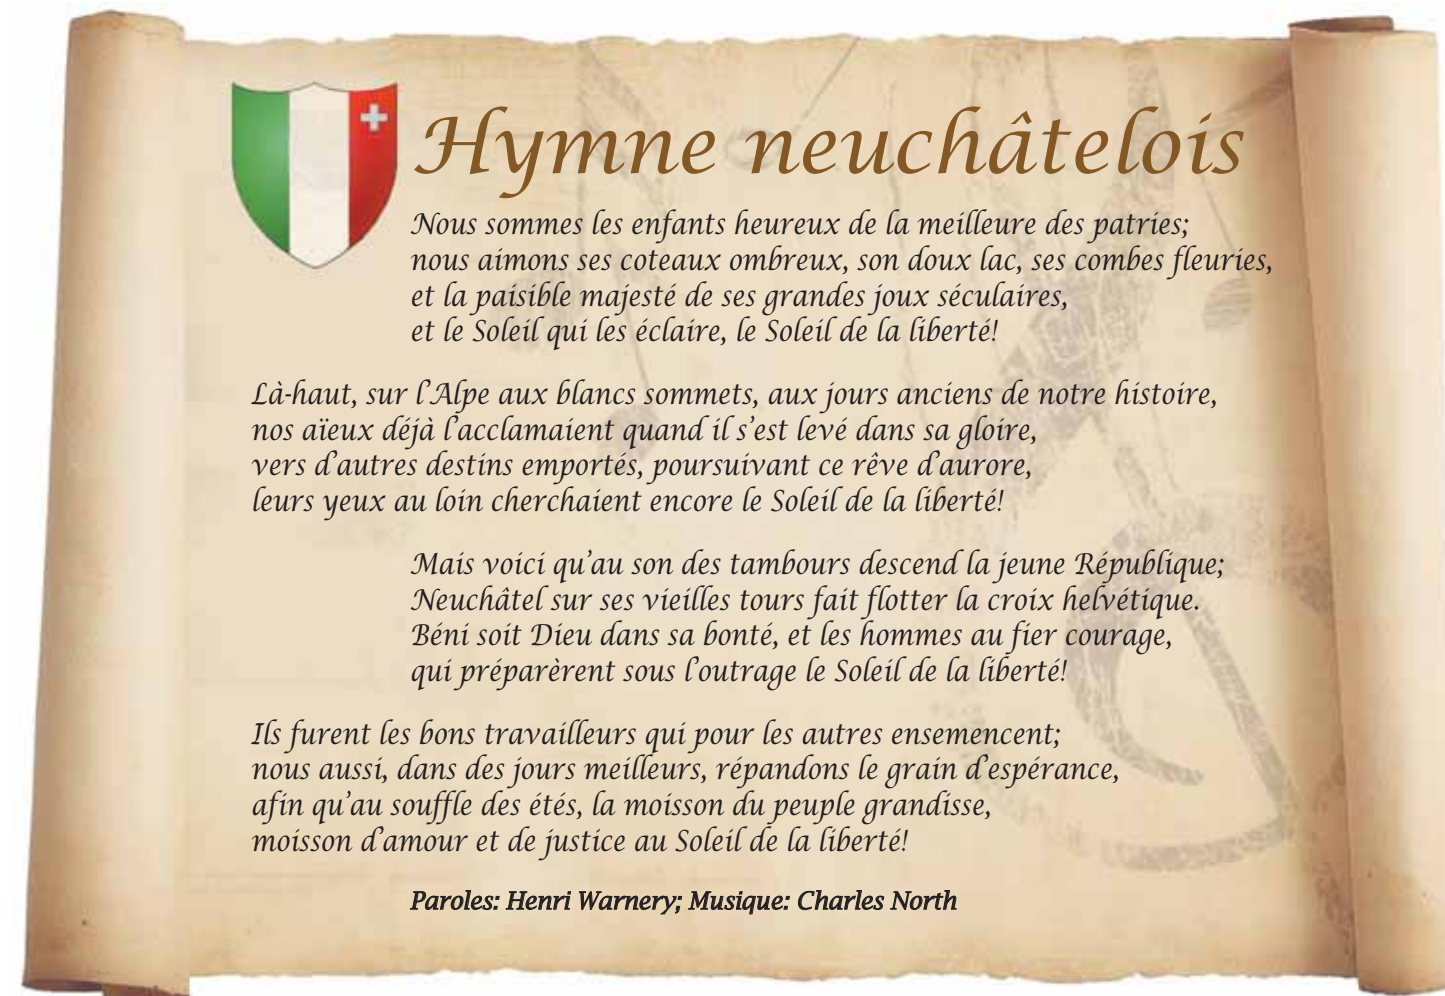 Hymne neuchâtelois
Nous sommes les enfants heureux de la meilleure des patries;
nous aimons ses coteaux ombreux, son doux lac, ses combes fleuries,
et la paisible majesté de ses grandes joux séculaires,
et le Soleil qui les éclaire, le Soleil de la liberté!
Là-haut, sur l’Alpe aux blancs sommets, aux jours anciens de notre histoire,
nos aïeux déjà l’acclamaient quand il s’est levé dans sa gloire,
vers d’autres destins emportés, poursuivant ce rêve d’aurore,
leurs yeux au loin cherchaient encore le Soleil de la liberté!
Mais voici qu’au son des tambours descend la jeune République;
Neuchâtel sur ses vieilles tours fait flotter la croix helvétique.
Béni soit Dieu dans sa bonté, et les hommes au fier courage,
qui préparèrent sous l’outrage le Soleil de la liberté!
Ils furent les bons travailleurs qui pour les autres ensemencent;
nous aussi, dans des jours meilleurs, répandons le grain d’espérance,
afin qu’au souffle des étés, la moisson du peuple grandisse,
moisson d’amour et de justice au Soleil de la liberté!
Paroles: Henri Warnery; Musique: Charles North